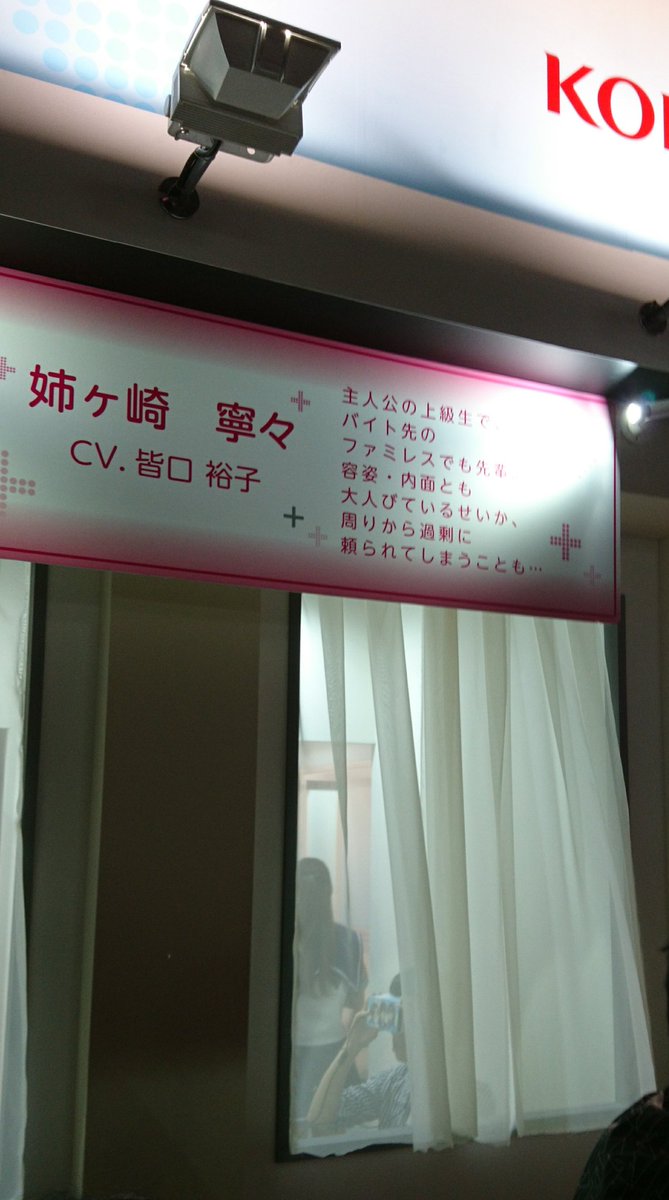 KO
姉ヶ崎 寧々
CV. 皆口 裕子
主人公の上級生で、
バイト先の
ファミレスでも先輩
容姿・内面とも
大人びているせいか、
周りから過剰に
頼られてしまうことも…